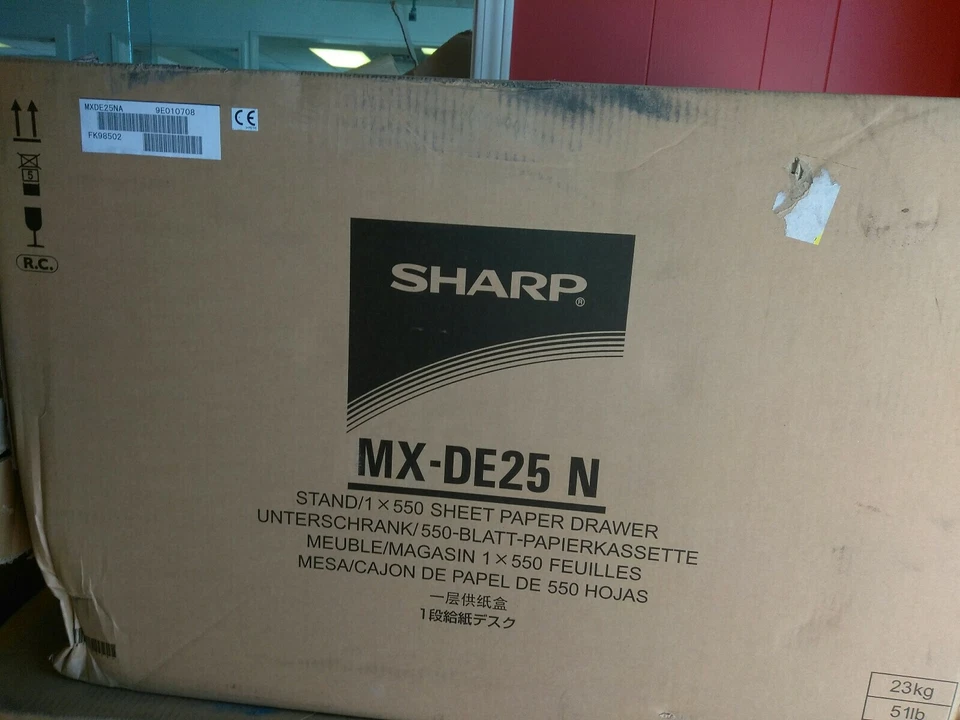 MXDE25NA 9E010708
FK98502
CE
5
R.C.
SHARP®
MX-DE25 N
STAND/1×550 SHEET PAPER DRAWER
UNTERSCHRANK/550-BLATT-PAPIERKASSETTE
MEUBLE/MAGASIN 1×550 FEUILLES
MESA/CAJON DE PAPEL DE 550 HOJAS
一层供纸盒
1段給紙デスク
23kg
51lb